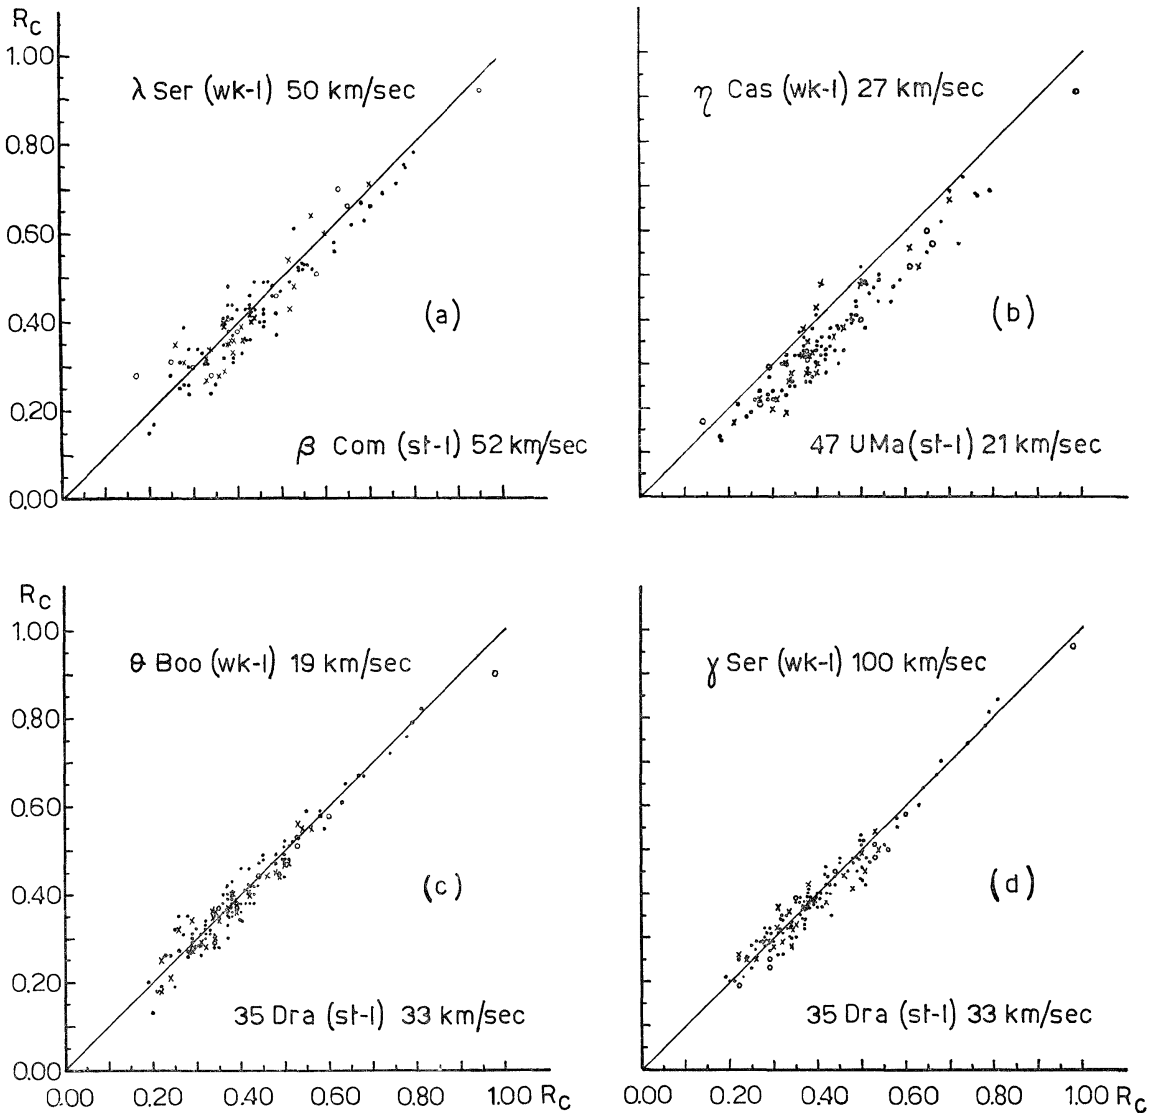 Rc
1.00
λ Ser (wk-l) 50 km/sec
η Cas (wk-l) 27 km/sec
0.80
0.60
0.40
(a)
(b)
0.20
β Com (st-l) 52 km/sec
47 UMa (st-l) 21 km/sec
0.00
Rc
1.00
θ Boo (wk-l) 19 km/sec
γ Ser (wk-l) 100 km/sec
0.80
0.60
0.40
(c)
(d)
0.20
35 Dra (st-l) 33 km/sec
35 Dra (st-l) 33 km/sec
0.00
0.00 0.20 0.40 0.60 0.80 1.00 Rc
0.00 0.20 0.40 0.60 0.80 1.00 Rc